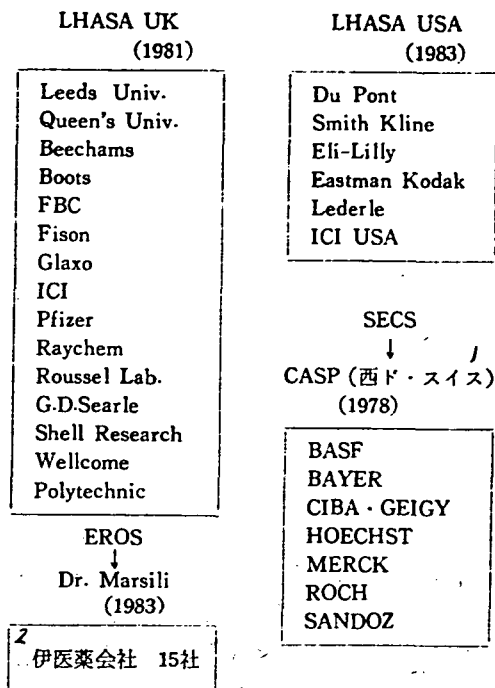 LHASA UK
(1981)
Leeds Univ.
Queen's Univ.
Beechams
Boots
FBC
Fison
Glaxo
ICI
Pfizer
Raychem
Roussel Lab.
G.D.Searle
Shell Research
Wellcome
Polytechnic
EROS
↓
Dr. Marsili
(1983)
2
伊医薬会社 15社
LHASA USA
(1983)
Du Pont
Smith Kline
Eli-Lilly
Eastman Kodak
Lederle
ICI USA
SECS
↓
CASP (西ド・スイス)
(1978)
BASF
BAYER
CIBA・GEIGY
HOECHST
MERCK
ROCH
SANDOZ